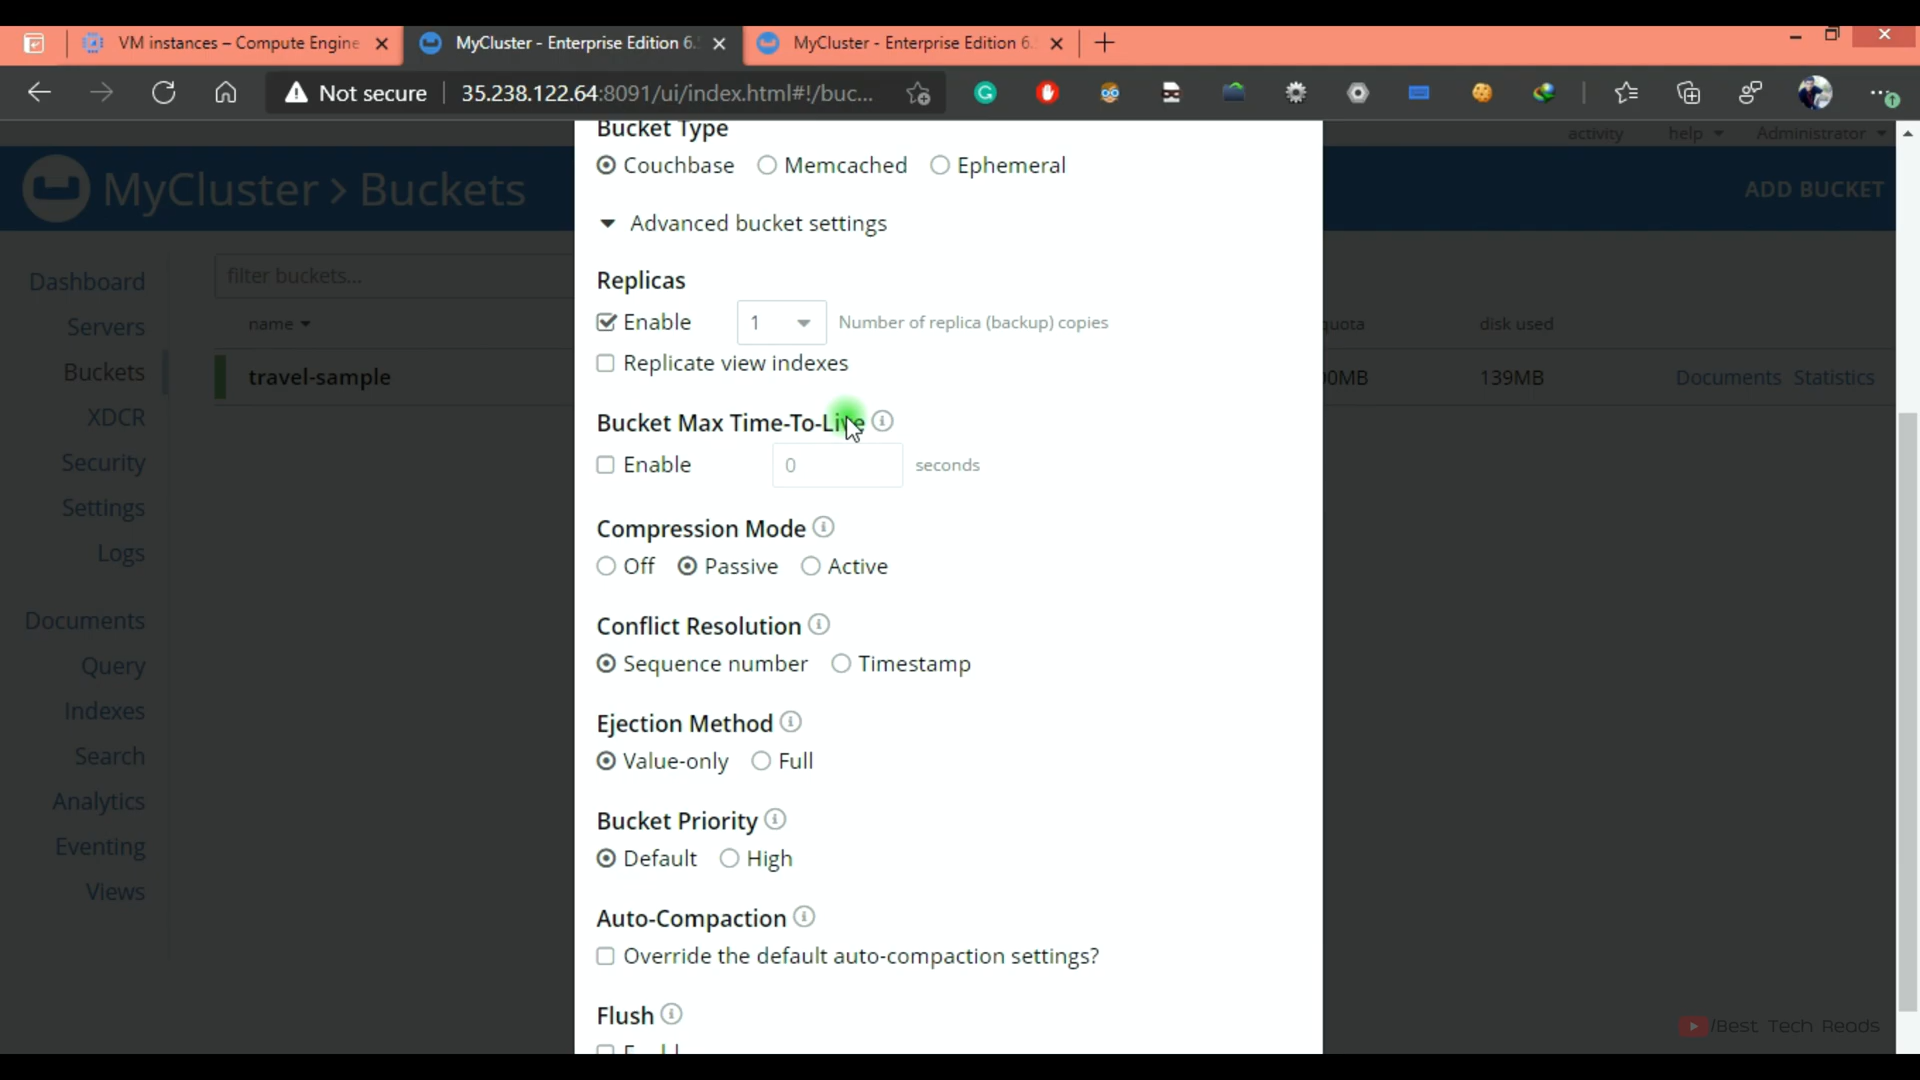 VM instances – Compute Engine
MyCluster - Enterprise Edition 6.
MyCluster - Enterprise Edition 6.
Not secure
35.238.122.64:8091/ui/index.html#!/buc...
activity
help
Administrator
MyCluster > Buckets
ADD BUCKET
Dashboard
Servers
Buckets
XDCR
Security
Settings
Logs
Documents
Query
Indexes
Search
Analytics
Eventing
Views
filter buckets...
name
quota
disk used
travel-sample
0MB
139MB
Documents
Statistics
Bucket Type
Couchbase
Memcached
Ephemeral
Advanced bucket settings
Replicas
Enable
1
Number of replica (backup) copies
Replicate view indexes
Bucket Max Time-To-Live
Enable
0
seconds
Compression Mode
Off
Passive
Active
Conflict Resolution
Sequence number
Timestamp
Ejection Method
Value-only
Full
Bucket Priority
Default
High
Auto-Compaction
Override the default auto-compaction settings?
Flush
/Best Tech Reads